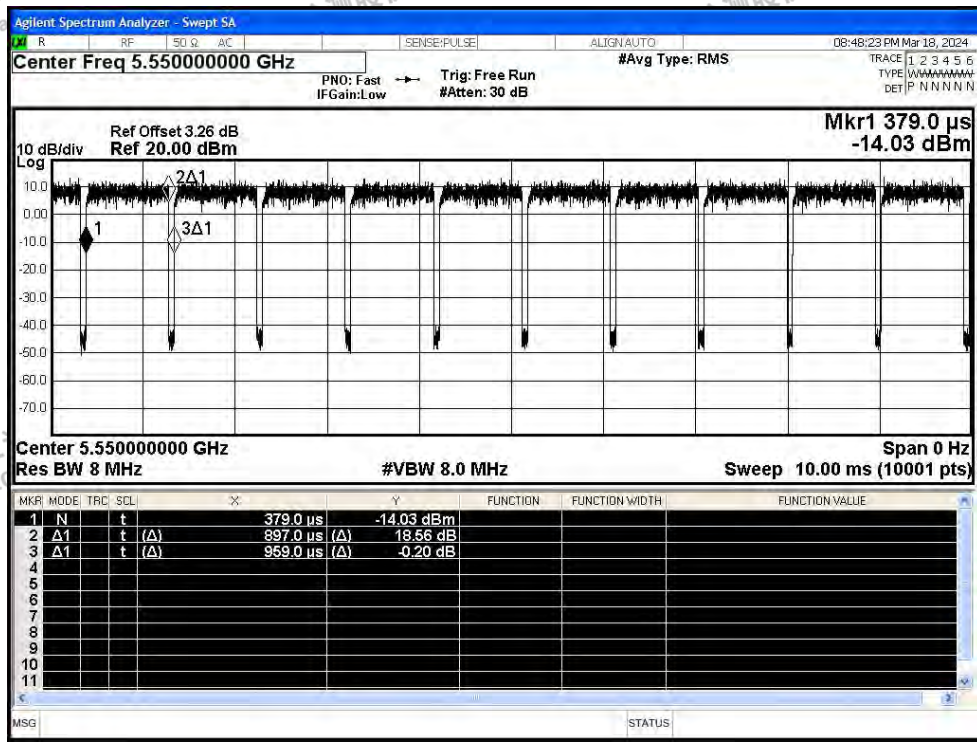 Agilent Spectrum Analyzer - Swept SA
LXI R RF 50 Ω AC SENSE:PULSE ALIGN AUTO 08:48:23 PM Mar 18, 2024
Center Freq 5.550000000 GHz
PNO: Fast Trig: Free Run #Avg Type: RMS TRACE 1 2 3 4 5 6
IFGain:Low #Atten: 30 dB TYPE WWWWWW
DET P N N N N N
Ref Offset 3.26 dB Mkr1 379.0 µs
10 dB/div Ref 20.00 dBm -14.03 dBm
Log
2Δ1
10.0
0.00
1 3Δ1
-10.0
-20.0
-30.0
-40.0
-50.0
-60.0
-70.0
Center 5.550000000 GHz Span 0 Hz
Res BW 8 MHz #VBW 8.0 MHz Sweep 10.00 ms (10001 pts)
MKR MODE TRC SCL X Y FUNCTION FUNCTION WIDTH FUNCTION VALUE
1 N t 379.0 µs -14.03 dBm
2 Δ1 t (Δ) 897.0 µs (Δ) 18.56 dB
3 Δ1 t (Δ) 959.0 µs (Δ) -0.20 dB
4
5
6
7
8
9
10
11
MSG STATUS